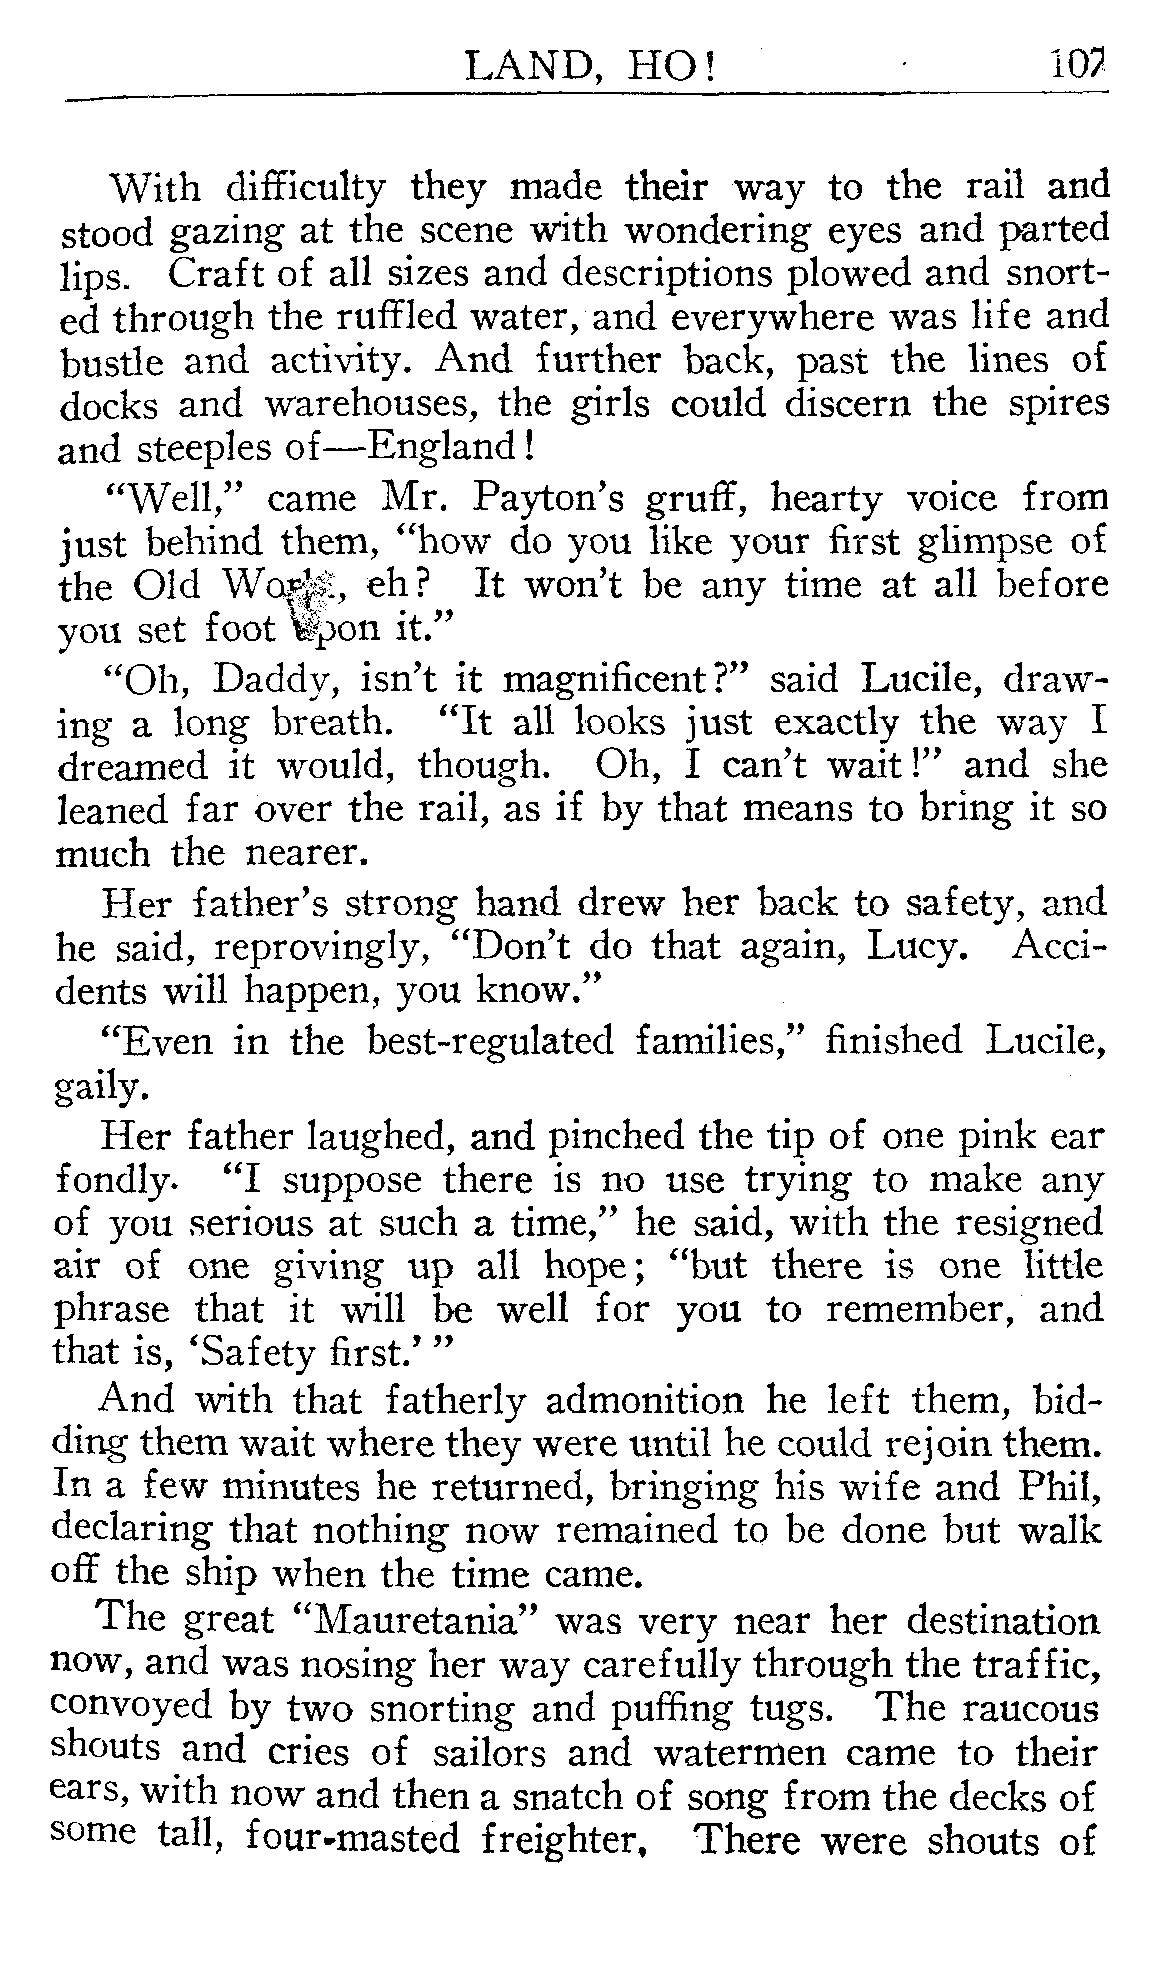 LAND, HO! 107
With difficulty they made their way to the rail and
stood gazing at the scene with wondering eyes and parted
lips. Craft of all sizes and descriptions plowed and snort-
ed through the ruffled water, and everywhere was life and
bustle and activity. And further back, past the lines of
docks and warehouses, the girls could discern the spires
and steeples of—England!
“Well,” came Mr. Payton’s gruff, hearty voice from
just behind them, “how do you like your first glimpse of
the Old World, eh? It won’t be any time at all before
you set foot upon it.”
“Oh, Daddy, isn’t it magnificent?” said Lucile, draw-
ing a long breath. “It all looks just exactly the way I
dreamed it would, though. Oh, I can’t wait!” and she
leaned far over the rail, as if by that means to bring it so
much the nearer.
Her father’s strong hand drew her back to safety, and
he said, reprovingly, “Don’t do that again, Lucy. Acci-
dents will happen, you know.”
“Even in the best-regulated families,” finished Lucile,
gaily.
Her father laughed, and pinched the tip of one pink ear
fondly. “I suppose there is no use trying to make any
of you serious at such a time,” he said, with the resigned
air of one giving up all hope; “but there is one little
phrase that it will be well for you to remember, and
that is, ‘Safety first.’ ”
And with that fatherly admonition he left them, bid-
ding them wait where they were until he could rejoin them.
In a few minutes he returned, bringing his wife and Phil,
declaring that nothing now remained to be done but walk
off the ship when the time came.
The great “Mauretania” was very near her destination
now, and was nosing her way carefully through the traffic,
convoyed by two snorting and puffing tugs. The raucous
shouts and cries of sailors and watermen came to their
ears, with now and then a snatch of song from the decks of
some tall, four-masted freighter, There were shouts of